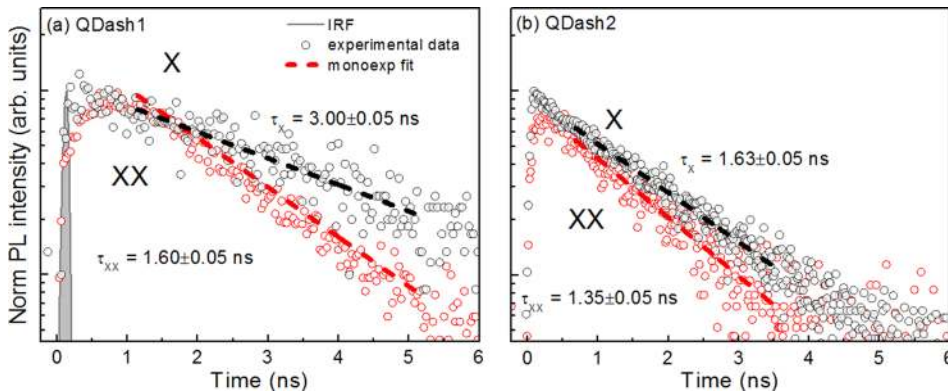 Norm PL intensity (arb. units)
(a) QDash1
IRF
experimental data
monoexp fit
X
τx = 3.00±0.05 ns
XX
τxx = 1.60±0.05 ns
0 1 2 3 4 5 6
Time (ns)
(b) QDash2
X
τx = 1.63±0.05 ns
XX
τxx = 1.35±0.05 ns
0 1 2 3 4 5 6
Time (ns)